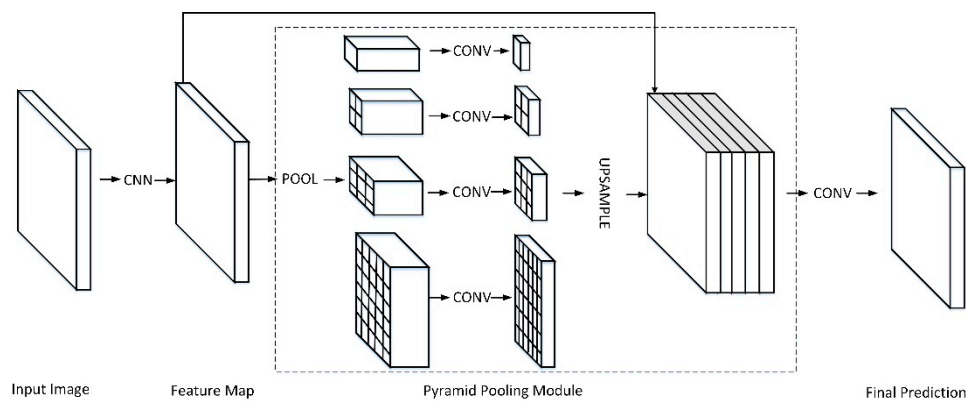 CONV
CONV
CNN
POOL
CONV
UPSAMPLE
CONV
CONV
Input Image
Feature Map
Pyramid Pooling Module
Final Prediction